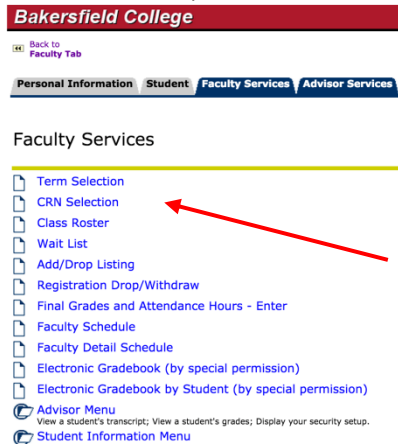 Bakersfield College
Back to
Faculty Tab
Personal Information Student Faculty Services Advisor Services
Faculty Services
Term Selection
CRN Selection
Class Roster
Wait List
Add/Drop Listing
Registration Drop/Withdraw
Final Grades and Attendance Hours - Enter
Faculty Schedule
Faculty Detail Schedule
Electronic Gradebook (by special permission)
Electronic Gradebook by Student (by special permission)
Advisor Menu
View a student's transcript; View a student's grades; Display your security setup.
Student Information Menu